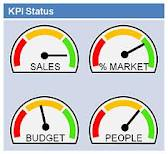 KPI Status
SALES
% MARKET
BUDGET
PEOPLE